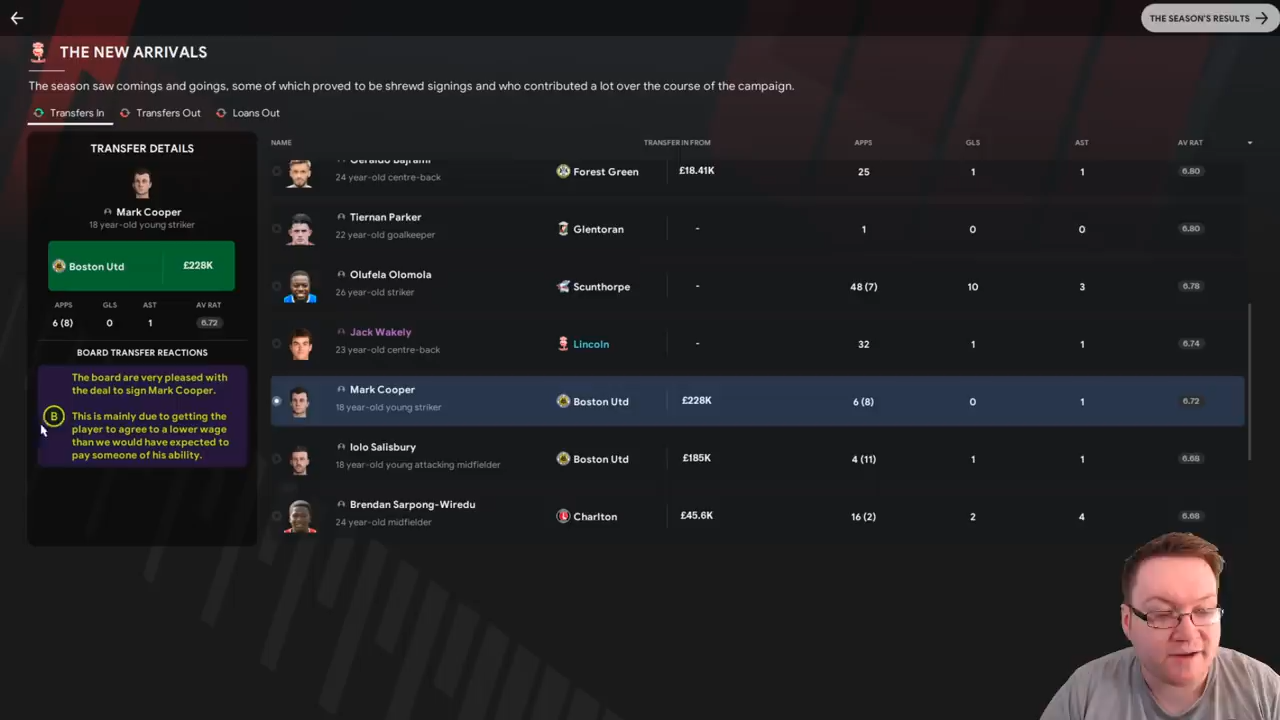 THE SEASON'S RESULTS
THE NEW ARRIVALS
The season saw comings and goings, some of which proved to be shrewd signings and who contributed a lot over the course of the campaign.
Transfers In Transfers Out Loans Out
TRANSFER DETAILS
Mark Cooper
18 year-old young striker
Boston Utd £228K
APPS GLS AST AV RAT
6 (8) 0 1 6.72
BOARD TRANSFER REACTIONS
The board are very pleased with
the deal to sign Mark Cooper.
B
This is mainly due to getting the
player to agree to a lower wage
than we would have expected to
pay someone of his ability.
NAME TRANSFER IN FROM APPS GLS AST AV RAT
Geraldo Bajrami
24 year-old centre-back
Forest Green £18.41K 25 1 1 6.80
Tiernan Parker
22 year-old goalkeeper
Glentoran - 1 0 0 6.80
Olufela Olomola
26 year-old striker
Scunthorpe - 48 (7) 10 3 6.78
Jack Wakely
23 year-old centre-back
Lincoln - 32 1 1 6.74
Mark Cooper
18 year-old young striker
Boston Utd £228K 6 (8) 0 1 6.72
Iolo Salisbury
18 year-old young attacking midfielder
Boston Utd £185K 4 (11) 1 1 6.68
Brendan Sarpong-Wiredu
24 year-old midfielder
Charlton £45.6K 16 (2) 2 4 6.68